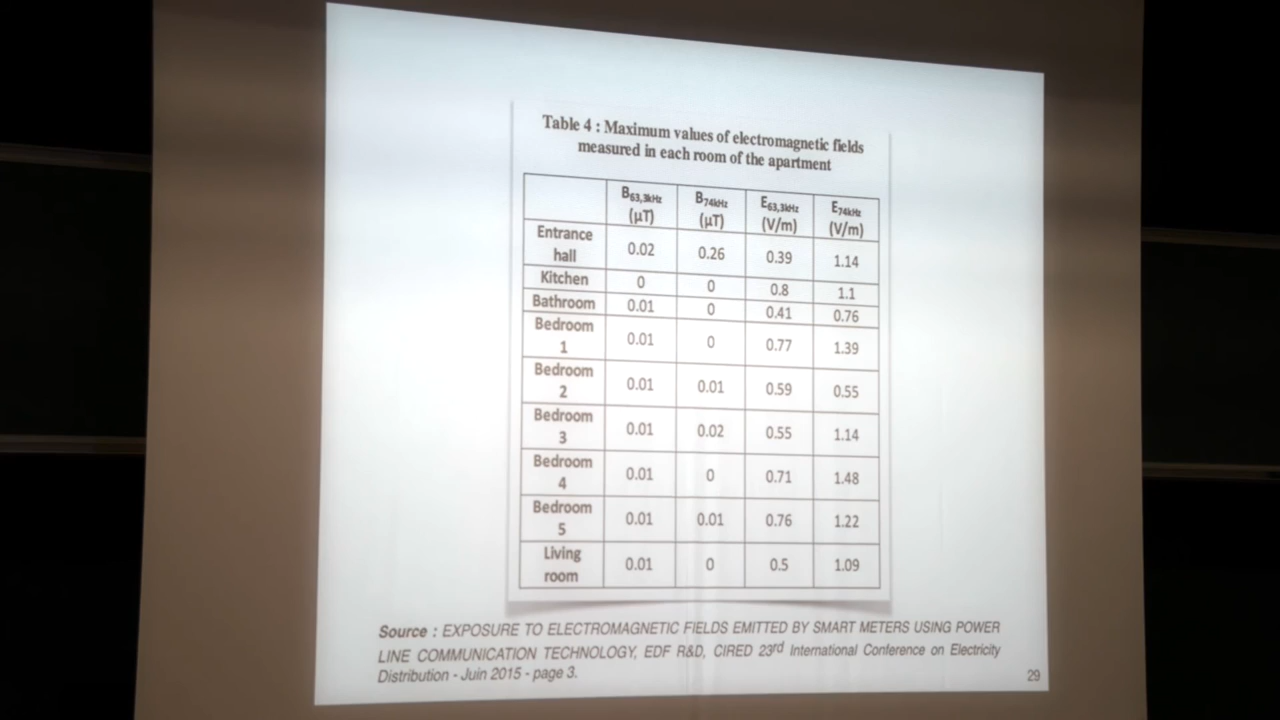 Table 4 : Maximum values of electromagnetic fields
measured in each room of the apartment
B63,3kHz (µT) B74kHz (µT) E63,3kHz (V/m) E74kHz (V/m)
Entrance hall 0.02 0.26 0.39 1.14
Kitchen 0 0 0.8 1.1
Bathroom 0.01 0 0.41 0.76
Bedroom 1 0.01 0 0.77 1.39
Bedroom 2 0.01 0.01 0.59 0.55
Bedroom 3 0.01 0.02 0.55 1.14
Bedroom 4 0.01 0 0.71 1.48
Bedroom 5 0.01 0.01 0.76 1.22
Living room 0.01 0 0.5 1.09
Source : EXPOSURE TO ELECTROMAGNETIC FIELDS EMITTED BY SMART METERS USING POWER
LINE COMMUNICATION TECHNOLOGY, EDF R&D, CIRED 23rd International Conference on Electricity
Distribution - Juin 2015 - page 3.
29